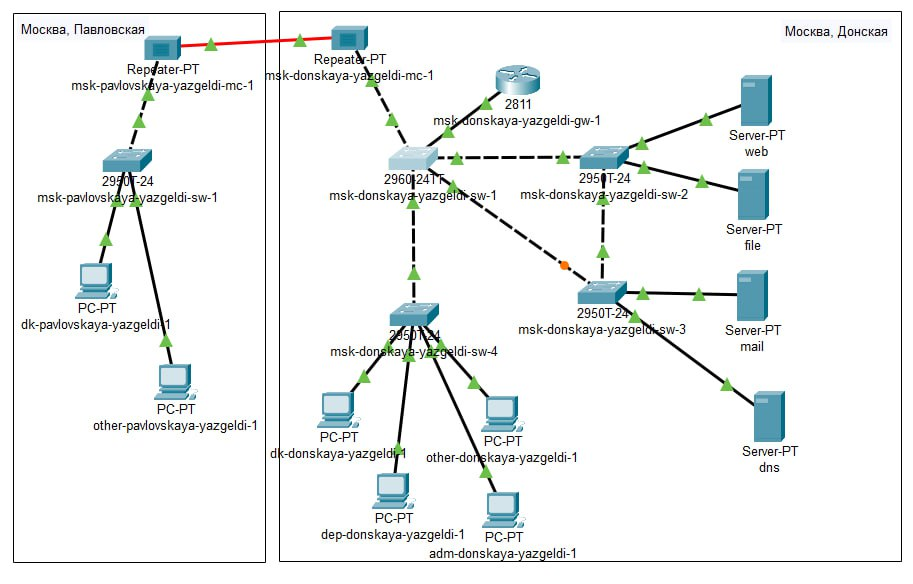 Москва, Павловская
Repeater-PT
msk-pavlovskaya-yazgeldi-mc-1
2950T-24
msk-pavlovskaya-yazgeldi-sw-1
PC-PT
dk-pavlovskaya-yazgeldi-1
PC-PT
other-pavlovskaya-yazgeldi-1
Москва, Донская
Repeater-PT
msk-donskaya-yazgeldi-mc-1
2811
msk-donskaya-yazgeldi-gw-1
2960-24TT
msk-donskaya-yazgeldi-sw-1
2950T-24
msk-donskaya-yazgeldi-sw-2
Server-PT
web
Server-PT
file
2950T-24
msk-donskaya-yazgeldi-sw-3
Server-PT
mail
Server-PT
dns
2950T-24
msk-donskaya-yazgeldi-sw-4
PC-PT
dk-donskaya-yazgeldi-1
PC-PT
other-donskaya-yazgeldi-1
PC-PT
dep-donskaya-yazgeldi-1
PC-PT
adm-donskaya-yazgeldi-1